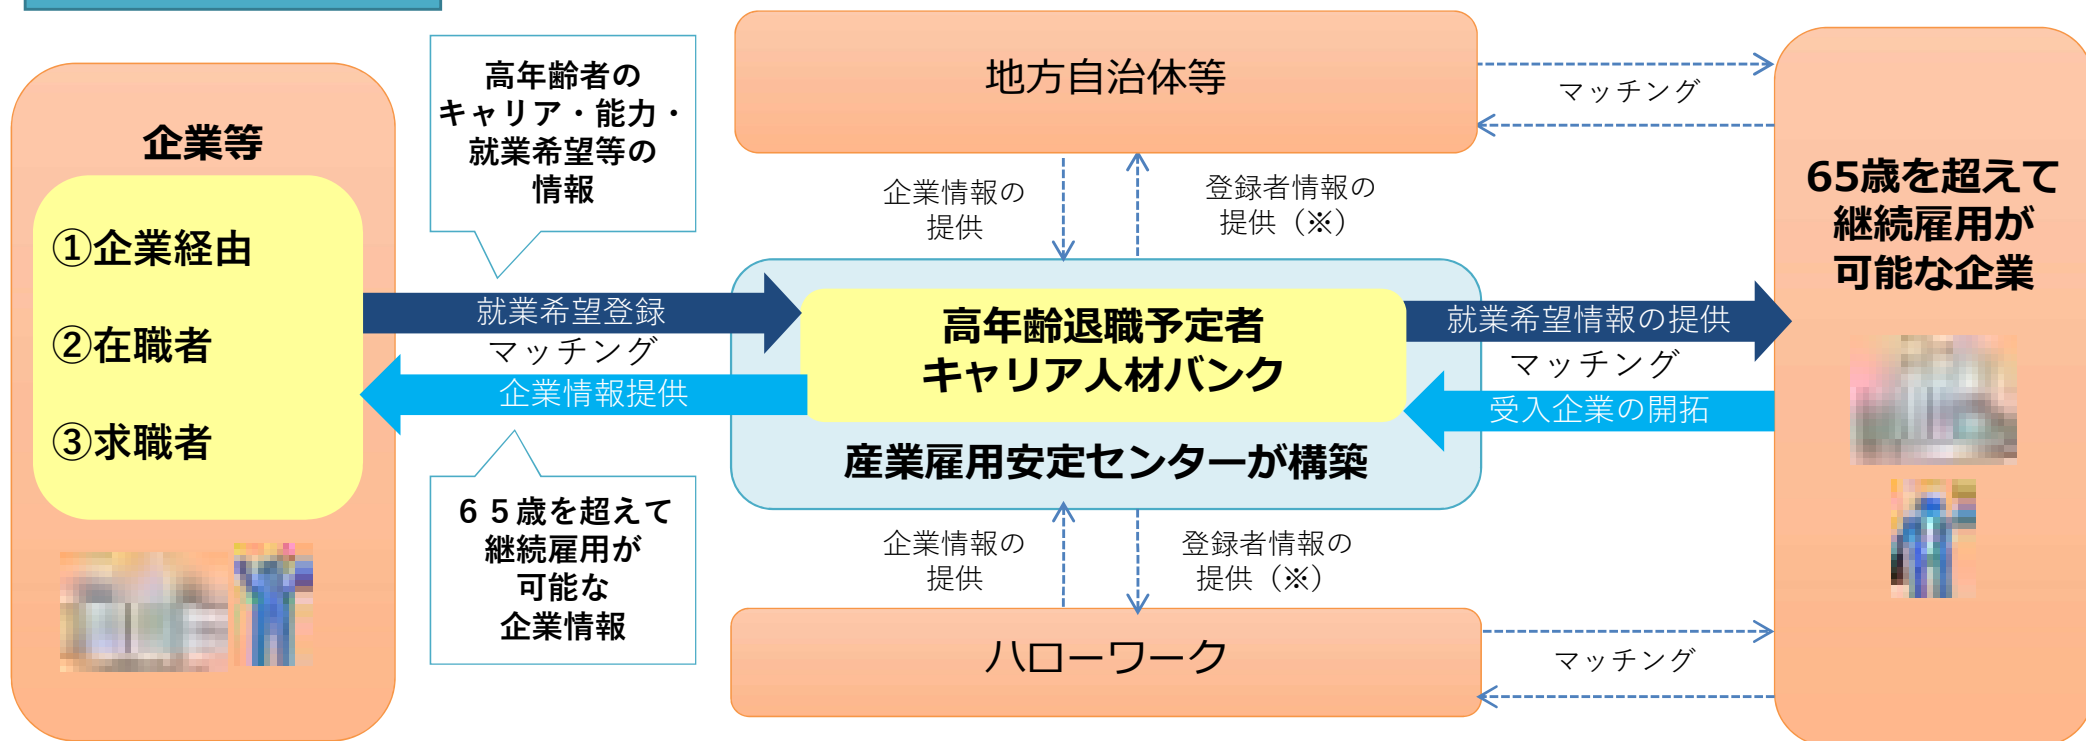 企業等
①企業経由
②在職者
③求職者
高年齢者の
キャリア・能力・
就業希望等の
情報
就業希望登録
マッチング
企業情報提供
６５歳を超えて
継続雇用が
可能な
企業情報
地方自治体等
企業情報の
提供
登録者情報の
提供（※）
高年齢退職予定者
キャリア人材バンク
産業雇用安定センターが構築
企業情報の
提供
登録者情報の
提供（※）
ハローワーク
マッチング
就業希望情報の提供
マッチング
受入企業の開拓
マッチング
65歳を超えて
継続雇用が
可能な企業